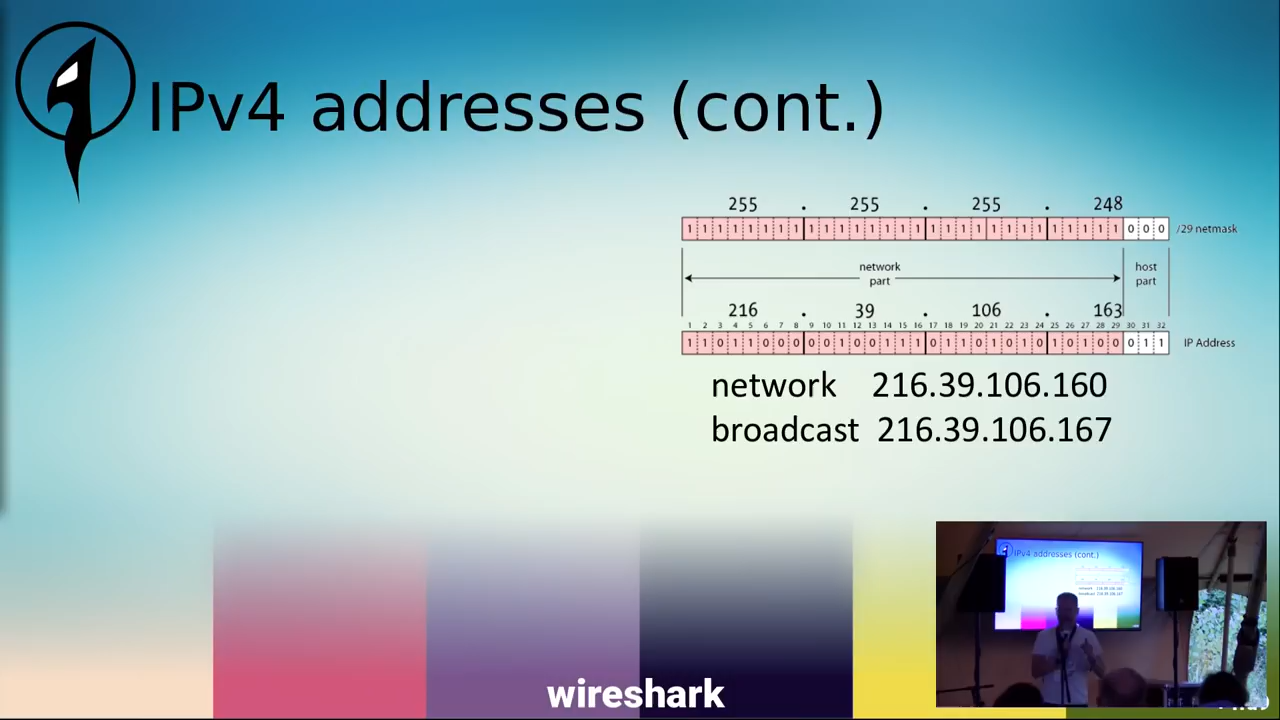 IPv4 addresses (cont.)
255 . 255 . 255 . 248
1 1 1 1 1 1 1 1 1 1 1 1 1 1 1 1 1 1 1 1 1 1 1 1 1 1 1 1 1 0 0 0 /29 netmask
network part
host part
216 . 39 . 106 . 163
1 2 3 4 5 6 7 8 9 10 11 12 13 14 15 16 17 18 19 20 21 22 23 24 25 26 27 28 29 30 31 32
1 1 0 1 1 0 0 0 0 0 1 0 0 1 1 1 0 1 1 0 1 0 1 0 1 0 1 0 0 0 1 1 IP Address
network 216.39.106.160
broadcast 216.39.106.167
wireshark
IPv4 addresses (cont.)